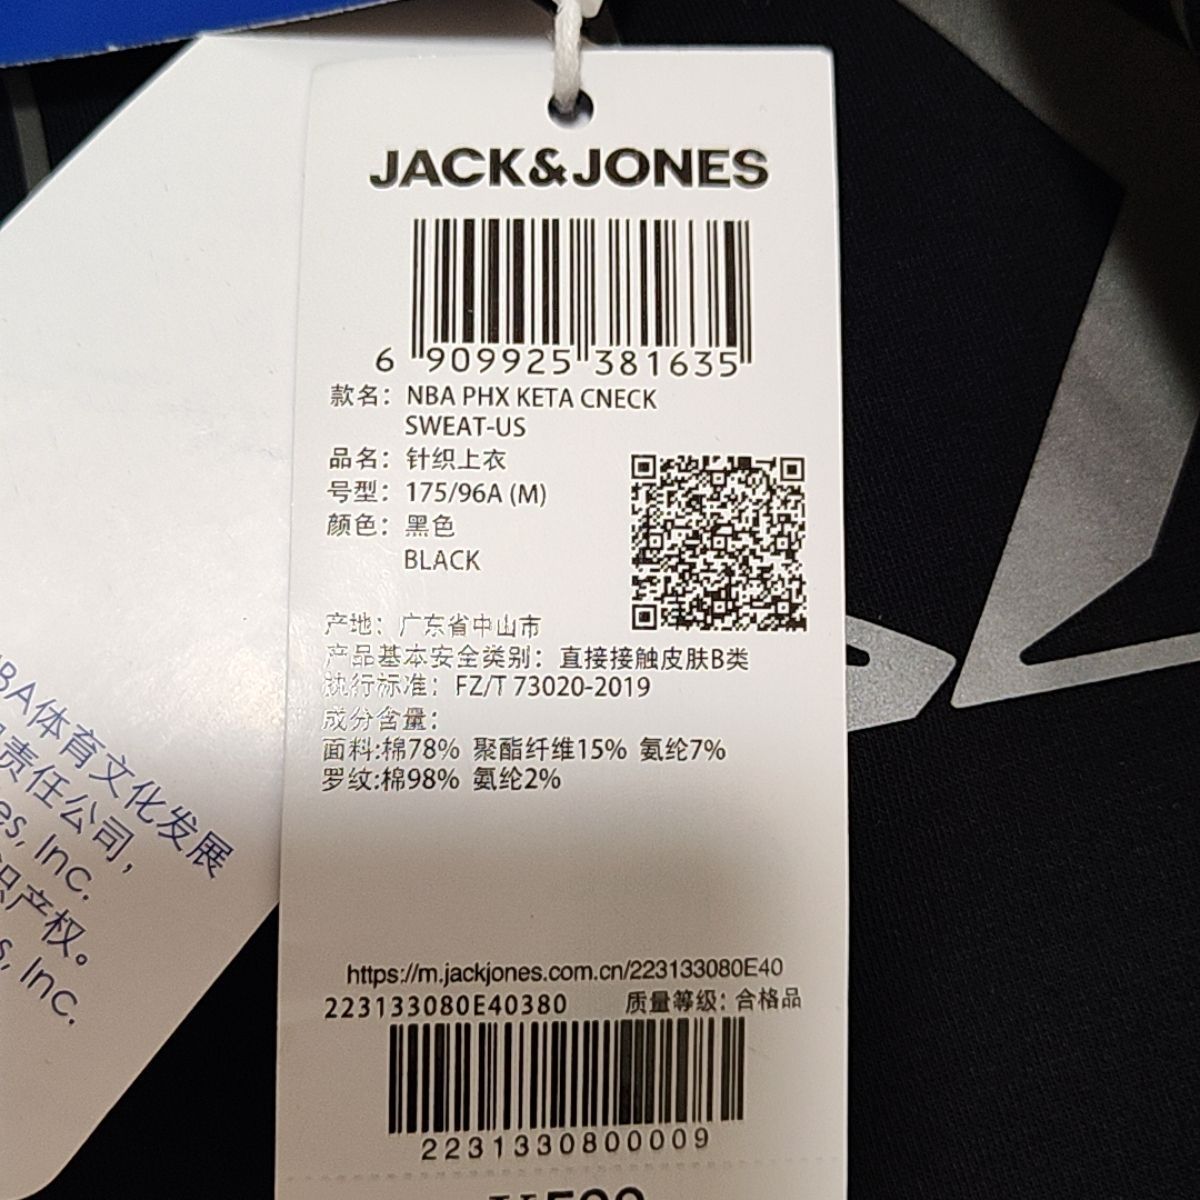 JACK&JONES
6 909925 381635
款名: NBA PHX KETA CNECK
SWEAT-US
品名: 针织上衣
号型: 175/96A (M)
颜色: 黑色
BLACK
产地: 广东省中山市
产品基本安全类别: 直接接触皮肤B类
执行标准: FZ/T 73020-2019
成分含量:
面料:棉78% 聚酯纤维15% 氨纶7%
罗纹:棉98% 氨纶2%
https://m.jackjones.com.cn/223133080E40
223133080E40380 质量等级: 合格品
2231330800009
BA体育文化发展
责任公司,
es, Inc.
识产权。
s, Inc.